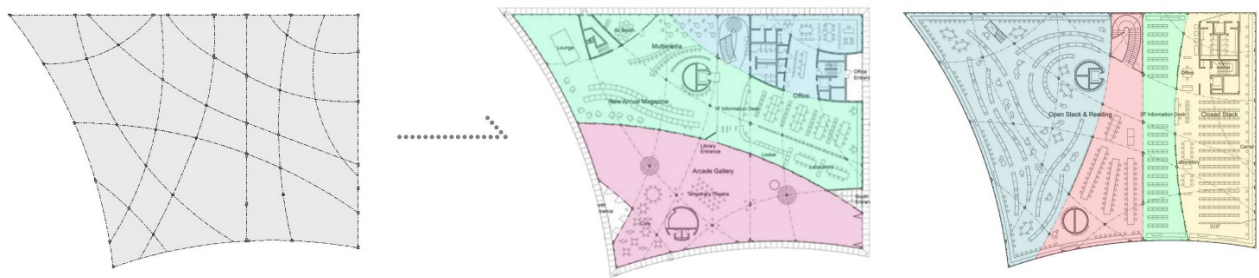 Lounge
AV Booth
Multimedia
Office
Entrance
Office
New Arrival Magazine
1F Information Desk
Library
Entrance
Locker
Laboratory
Arcade Gallery
Temporary Theatre
South
Entrance
Office
Open Stack & Reading
2F Information Desk
Closed Stack
Carrel
Laboratory